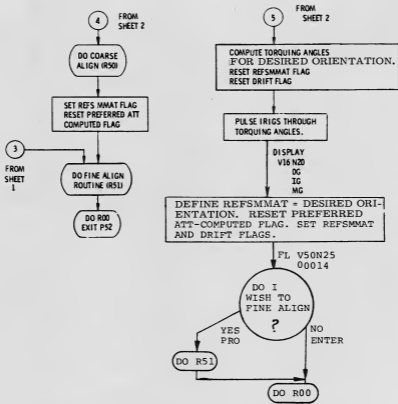 4
FROM
SHEET 2
DO COARSE
ALIGN (R50)
SET REFS MMAT FLAG
RESET PREFERRED ATT
COMPUTED FLAG
3
FROM
SHEET
1
DO FINE ALIGN
ROUTINE (R51)
DO R00
EXIT P52
5
FROM
SHEET 2
COMPUTE TORQUING ANGLES
FOR DESIRED ORIENTATION.
RESET REFSMMAT FLAG
RESET DRIFT FLAG
PULSE IRIGS THROUGH
TORQUING ANGLES.
DISPLAY
V16 N20
OG
IG
MG
DEFINE REFSMMAT = DESIRED ORI-
ENTATION. RESET PREFERRED
ATT-COMPUTED FLAG. SET REFSMMAT
AND DRIFT FLAGS.
FL V50N25
00014
DO I
WISH TO
FINE ALIGN
?
YES
PRO
NO
ENTER
DO R51
DO R00